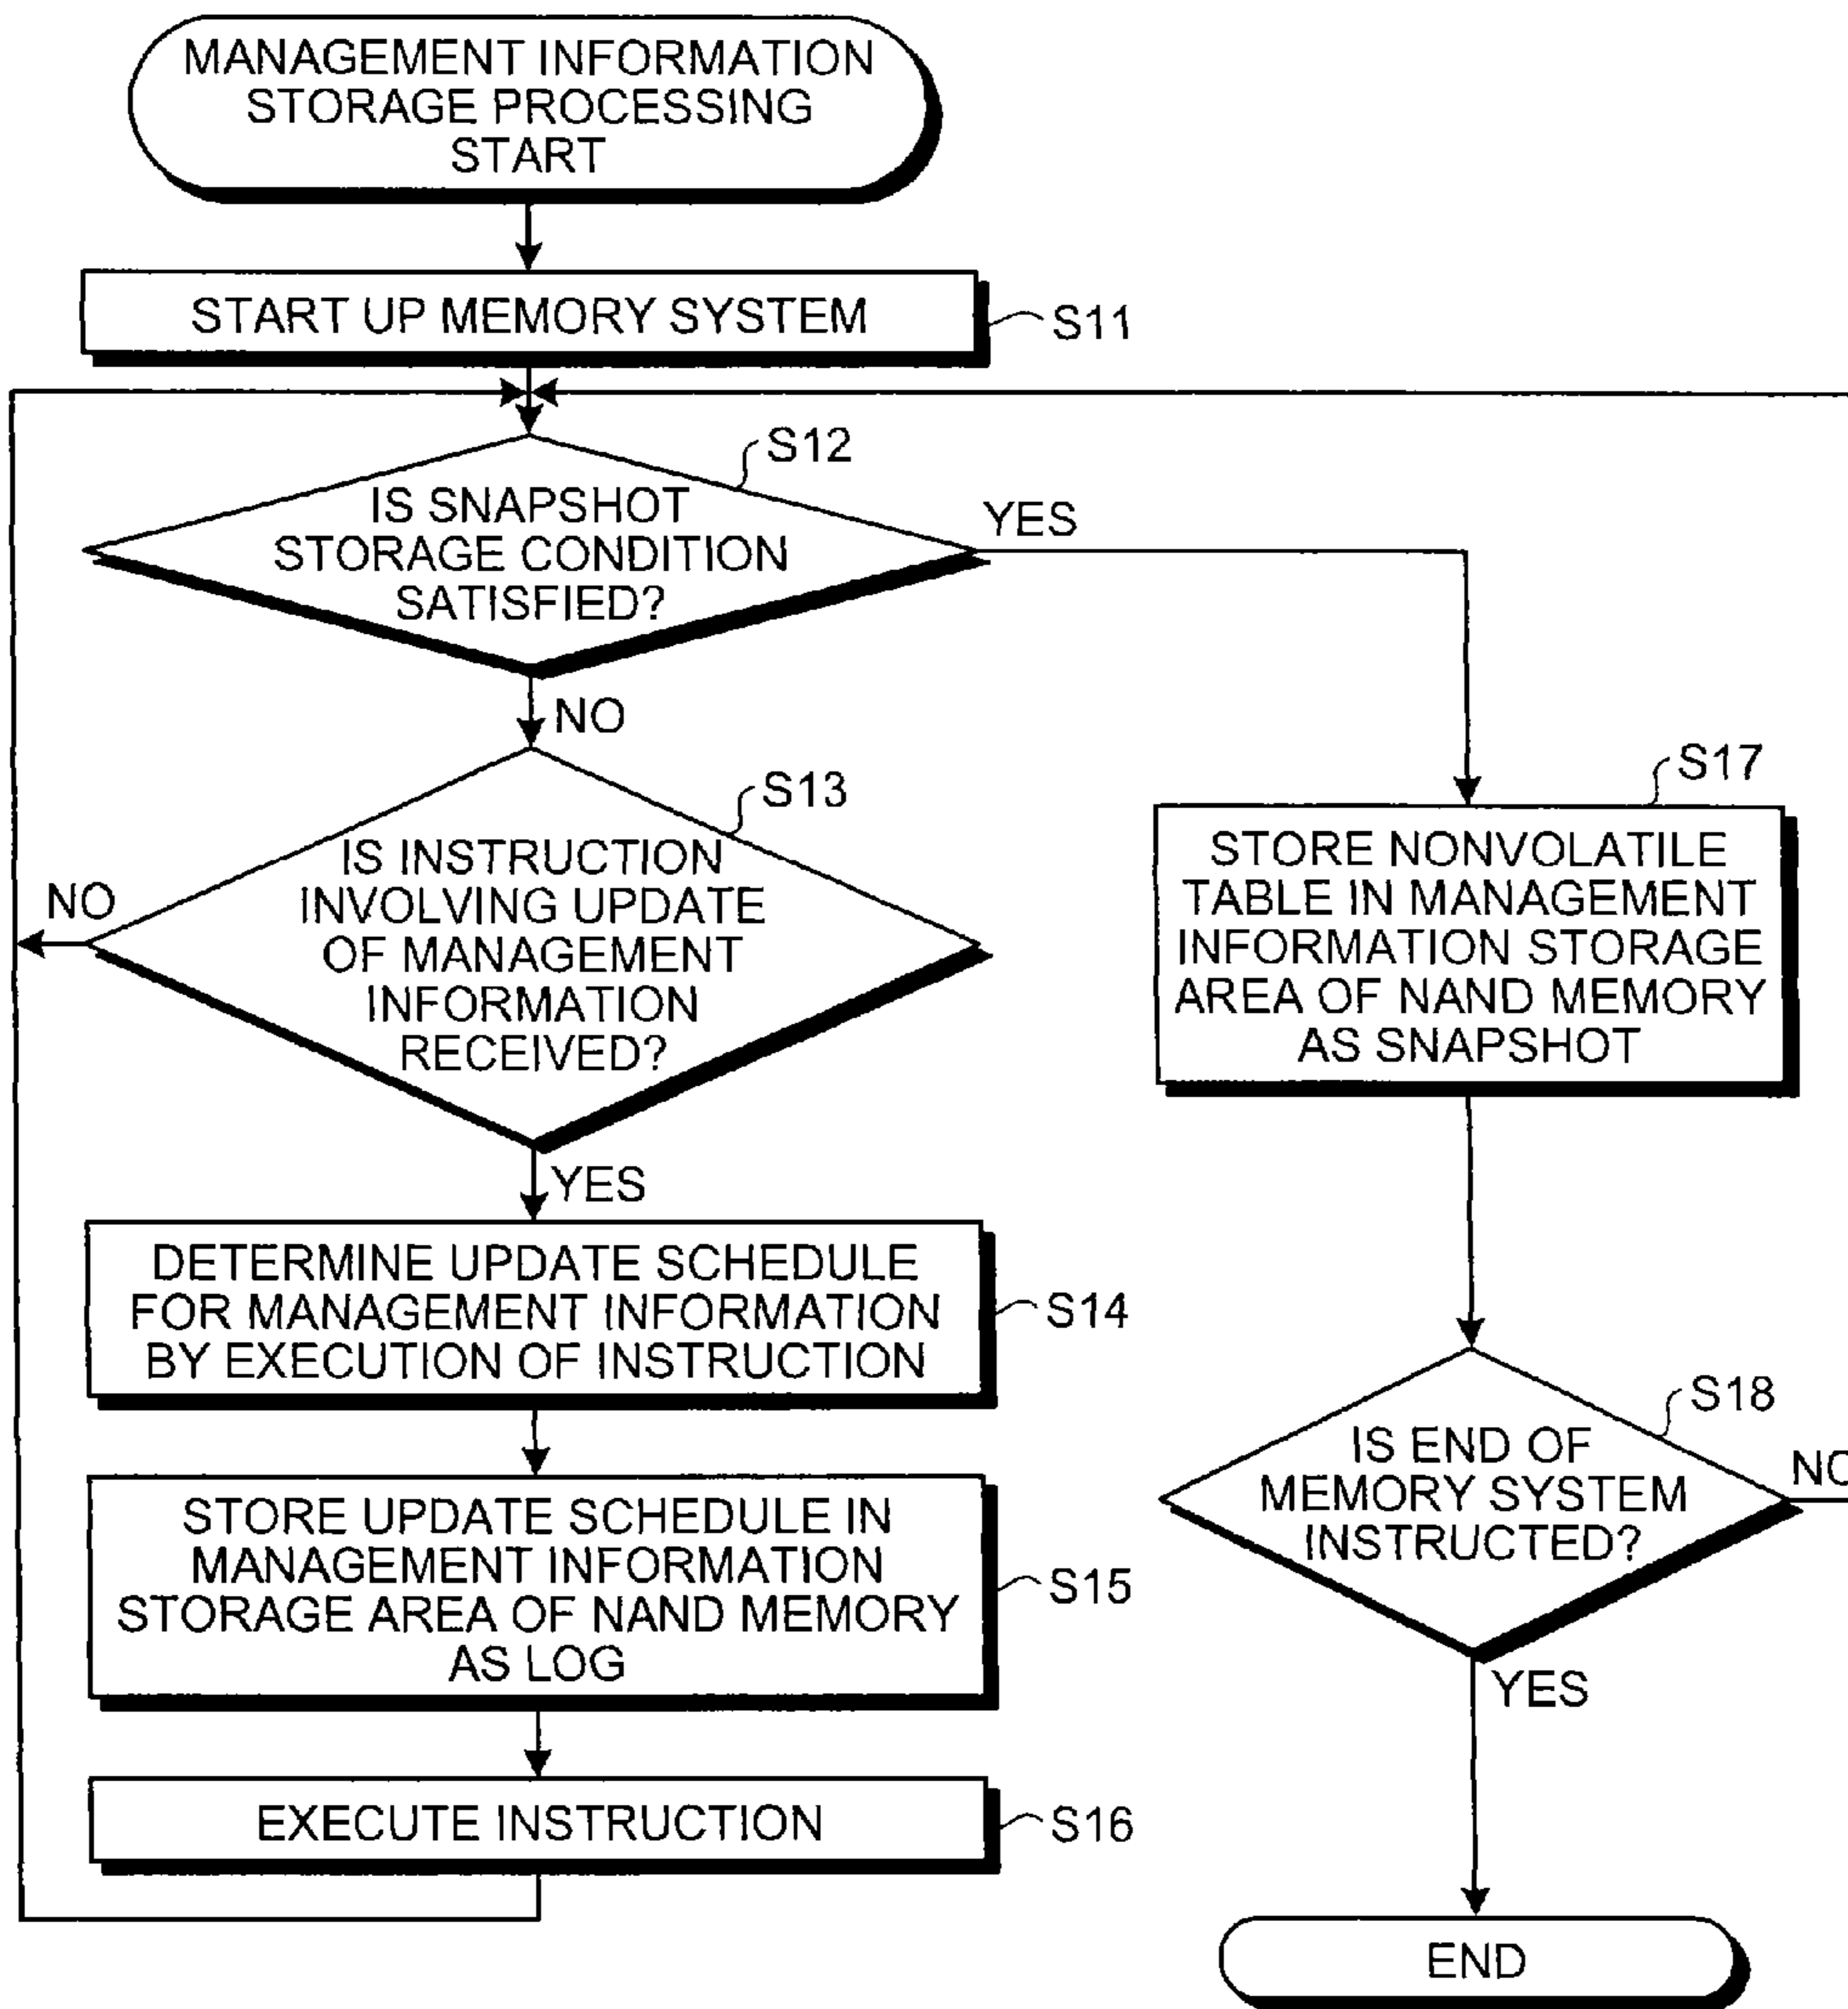 MANAGEMENT INFORMATION
STORAGE PROCESSING
START
START UP MEMORY SYSTEM
S11
S12
IS SNAPSHOT
STORAGE CONDITION
SATISFIED?
YES
NO
S13
IS INSTRUCTION
INVOLVING UPDATE
OF MANAGEMENT
INFORMATION
RECEIVED?
NO
YES
DETERMINE UPDATE SCHEDULE
FOR MANAGEMENT INFORMATION
BY EXECUTION OF INSTRUCTION
S14
STORE UPDATE SCHEDULE IN
MANAGEMENT INFORMATION
STORAGE AREA OF NAND MEMORY
AS LOG
S15
EXECUTE INSTRUCTION
S16
S17
STORE NONVOLATILE
TABLE IN MANAGEMENT
INFORMATION STORAGE
AREA OF NAND MEMORY
AS SNAPSHOT
S18
IS END OF
MEMORY SYSTEM
INSTRUCTED?
NO
YES
END